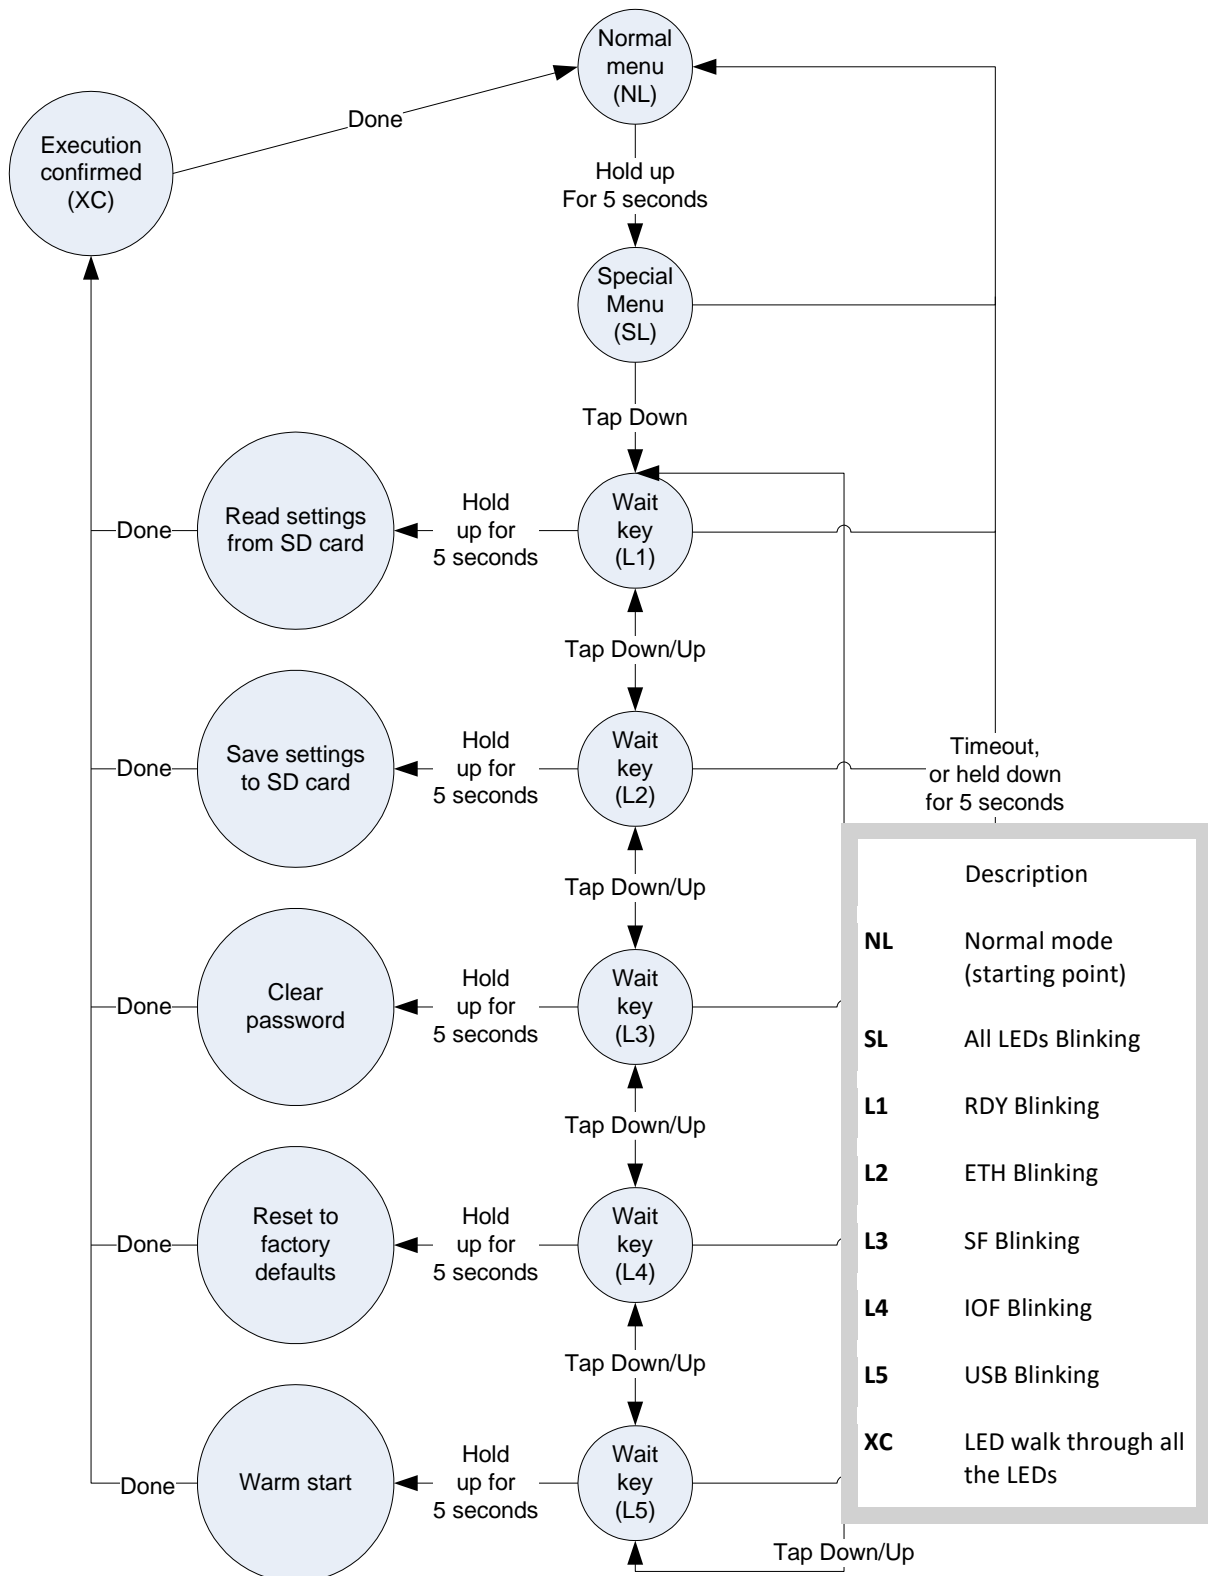 Normal
menu
(NL)
Done
Execution
confirmed
(XC)
Hold up
For 5 seconds
Special
Menu
(SL)
Tap Down
Done
Read settings
from SD card
Hold
up for
5 seconds
Wait
key
(L1)
Tap Down/Up
Done
Save settings
to SD card
Hold
up for
5 seconds
Wait
key
(L2)
Timeout,
or held down
for 5 seconds
Tap Down/Up
Done
Clear
password
Hold
up for
5 seconds
Wait
key
(L3)
Tap Down/Up
Done
Reset to
factory
defaults
Hold
up for
5 seconds
Wait
key
(L4)
Tap Down/Up
Done
Warm start
Hold
up for
5 seconds
Wait
key
(L5)
Tap Down/Up
Description
NL Normal mode
(starting point)
SL All LEDs Blinking
L1 RDY Blinking
L2 ETH Blinking
L3 SF Blinking
L4 IOF Blinking
L5 USB Blinking
XC LED walk through all
the LEDs